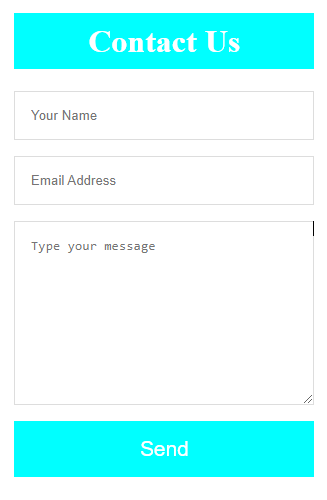 Contact Us
Your Name
Email Address
Type your message
Send